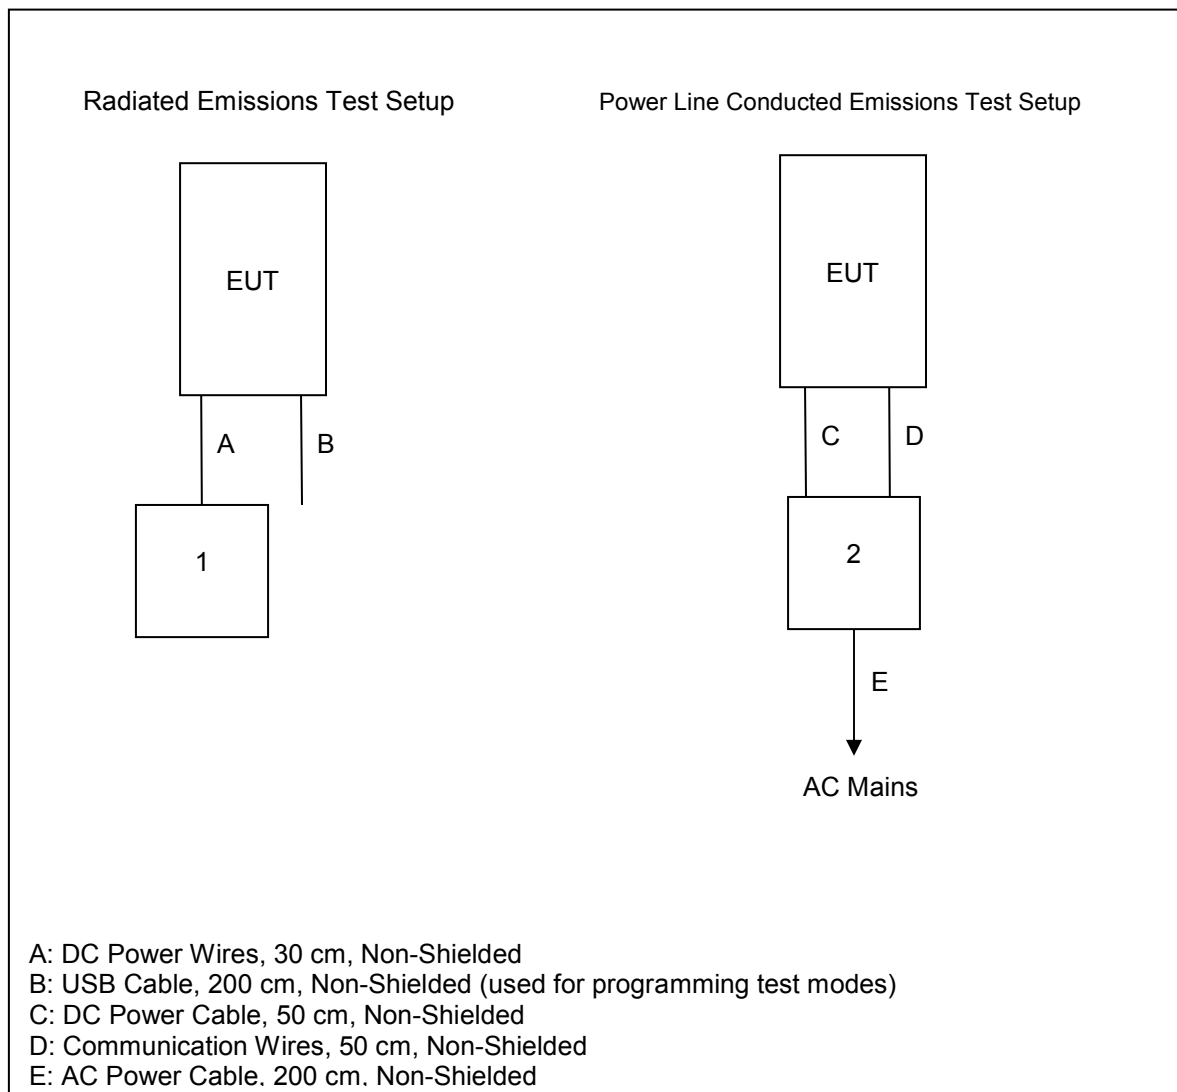 Radiated Emissions Test Setup
Power Line Conducted Emissions Test Setup
EUT
EUT
A
B
C
D
1
2
E
AC Mains
A: DC Power Wires, 30 cm, Non-Shielded
B: USB Cable, 200 cm, Non-Shielded (used for programming test modes)
C: DC Power Cable, 50 cm, Non-Shielded
D: Communication Wires, 50 cm, Non-Shielded
E: AC Power Cable, 200 cm, Non-Shielded